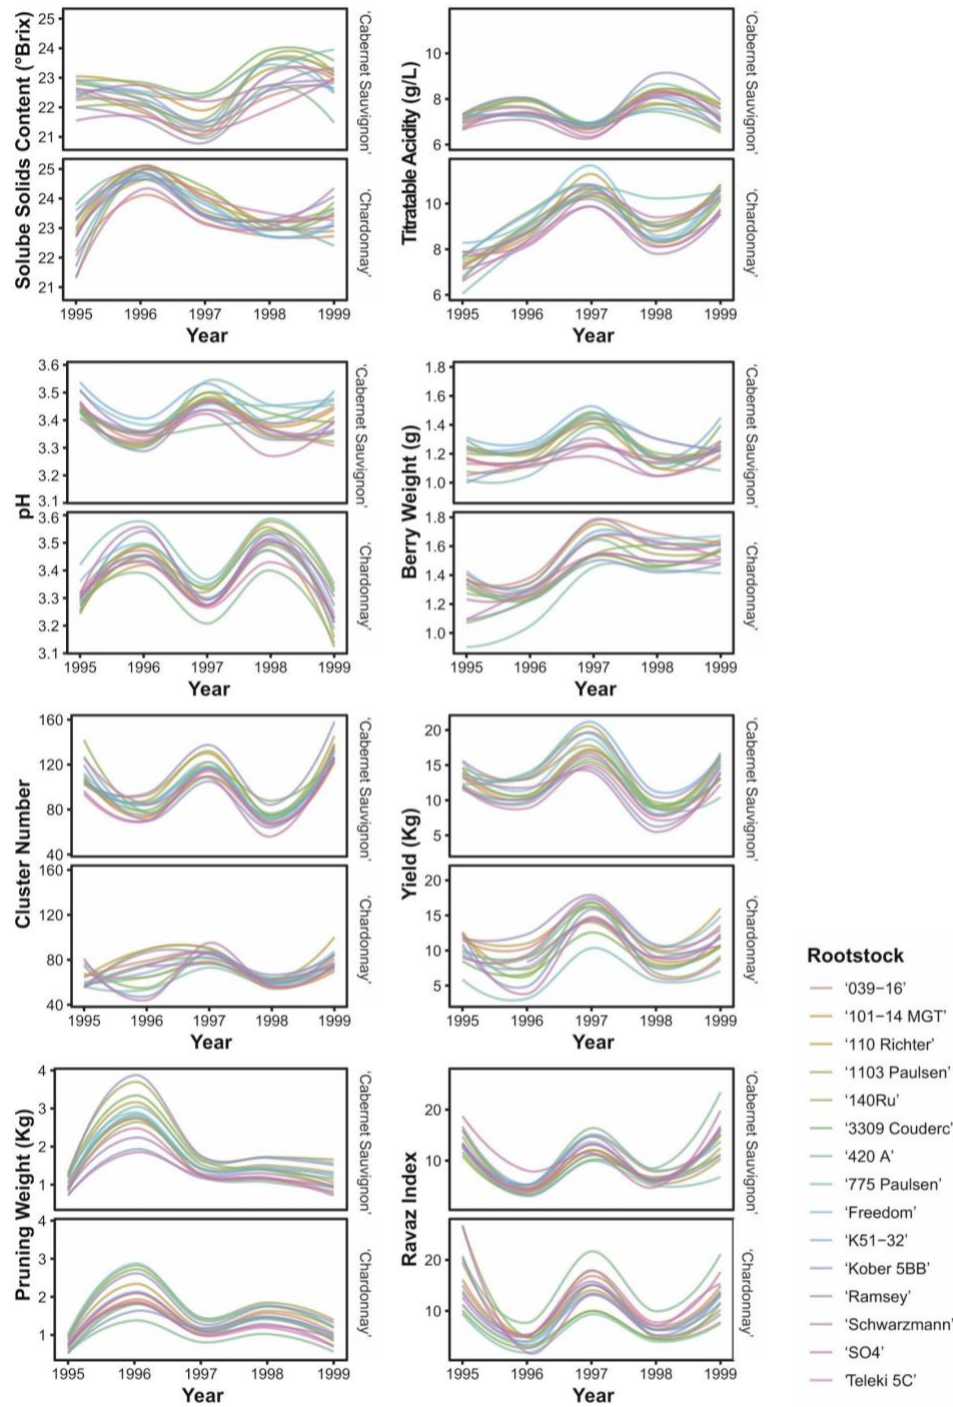 Solube Solids Content (°Brix)
25
24
23
22
21
'Cabernet Sauvignon'
25
24
23
22
21
'Chardonnay'
1995 1996 1997 1998 1999
Year
Titratable Acidity (g/L)
10
8
6
'Cabernet Sauvignon'
10
8
6
'Chardonnay'
1995 1996 1997 1998 1999
Year
pH
3.6
3.5
3.4
3.3
3.2
3.1
'Cabernet Sauvignon'
3.6
3.5
3.4
3.3
3.2
3.1
'Chardonnay'
1995 1996 1997 1998 1999
Year
Berry Weight (g)
1.8
1.6
1.4
1.2
1.0
'Cabernet Sauvignon'
1.8
1.6
1.4
1.2
1.0
'Chardonnay'
1995 1996 1997 1998 1999
Year
Cluster Number
160
120
80
40
'Cabernet Sauvignon'
160
120
80
40
'Chardonnay'
1995 1996 1997 1998 1999
Year
Yield (Kg)
20
15
10
5
'Cabernet Sauvignon'
20
15
10
5
'Chardonnay'
1995 1996 1997 1998 1999
Year
Pruning Weight (Kg)
4
3
2
1
'Cabernet Sauvignon'
4
3
2
1
'Chardonnay'
1995 1996 1997 1998 1999
Year
Ravaz Index
20
10
'Cabernet Sauvignon'
20
10
'Chardonnay'
1995 1996 1997 1998 1999
Year
Rootstock
'039−16'
'101−14 MGT'
'110 Richter'
'1103 Paulsen'
'140Ru'
'3309 Couderc'
'420 A'
'775 Paulsen'
'Freedom'
'K51−32'
'Kober 5BB'
'Ramsey'
'Schwarzmann'
'SO4'
'Teleki 5C'